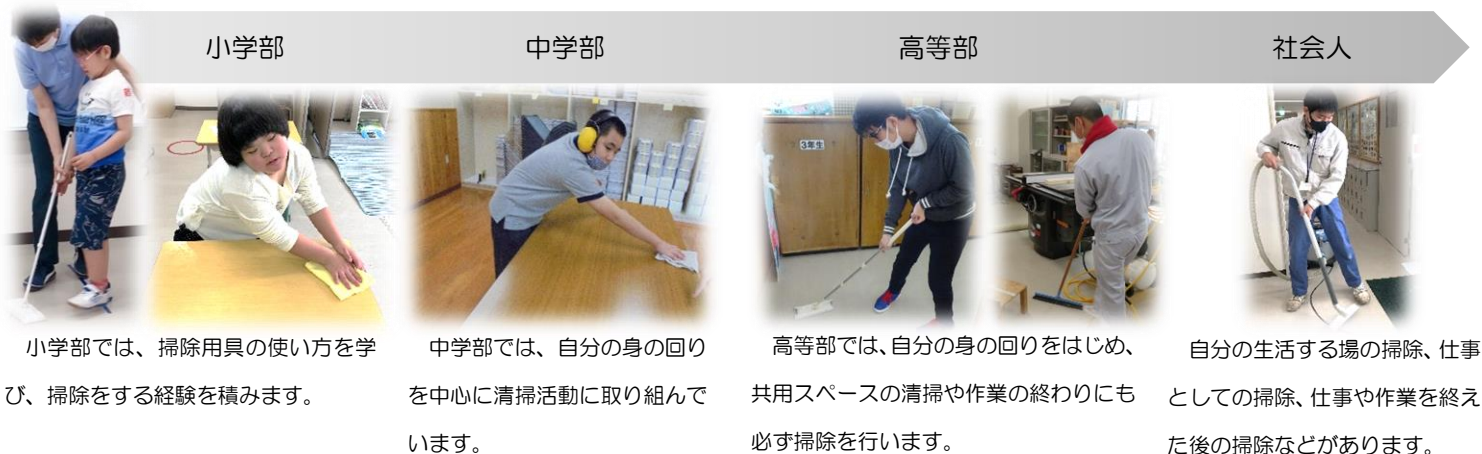 小学部
中学部
高等部
社会人
3年生
小学部では、掃除用具の使い方を学
び、掃除をする経験を積みます。
中学部では、自分の身の回り
を中心に清掃活動に取り組んで
います。
高等部では、自分の身の回りをはじめ、
共用スペースの清掃や作業の終わりにも
必ず掃除を行います。
自分の生活する場の掃除、仕事
としての掃除、仕事や作業を終え
た後の掃除などがあります。